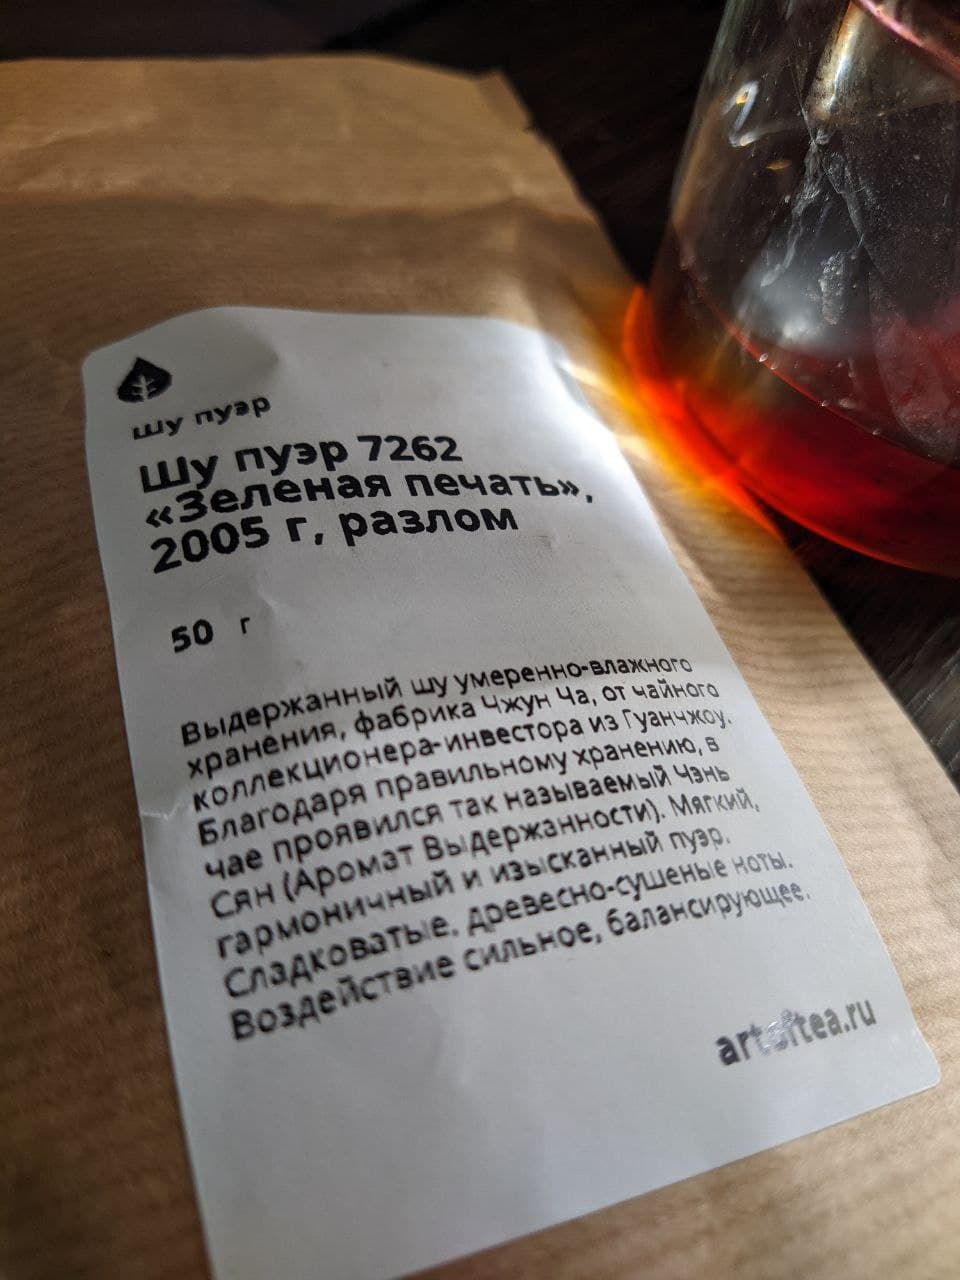 шу пуэр
Шу пуэр 7262
«Зеленая печать»,
2005 г, разлом
50 г
Выдержанный шу умеренно-влажного
хранения, фабрика Чжун Ча, от чайного
коллекционера-инвестора из Гуанчжоу.
Благодаря правильному хранению, в
чае проявился так называемый Чэнь
Сян (Аромат Выдержанности). Мягкий,
гармоничный и изысканный пуэр.
Сладковатые, древесно-сушеные ноты.
Воздействие сильное, балансирующее.
artoftea.ru